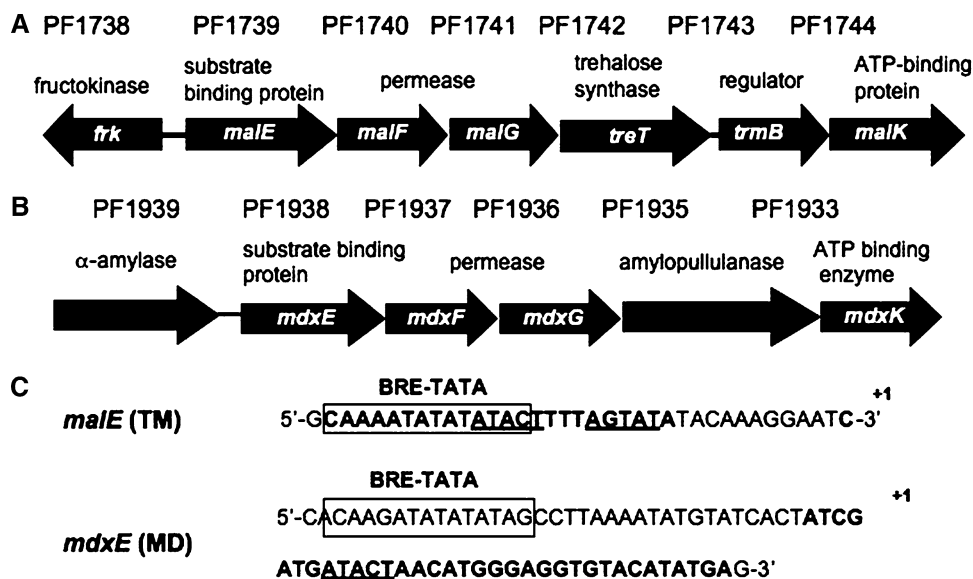 A PF1738 PF1739 PF1740 PF1741 PF1742 PF1743 PF1744
fructokinase substrate binding protein permease trehalose synthase regulator ATP-binding protein
frk malE malF malG treT trmB malK
B PF1939 PF1938 PF1937 PF1936 PF1935 PF1933
α-amylase substrate binding protein permease amylopullulanase ATP binding enzyme
mdxE mdxF mdxG mdxK
C BRE-TATA +1
malE (TM) 5'-GCAAAATATATATACTTTTAGTATATACAAAGGAATC-3'
BRE-TATA +1
5'-CACAAGATATATATAGCCTTAAAATATGTATCACTATCG
mdxE (MD)
ATGATACTAACATGGGAGGTGTACATATGAG-3'